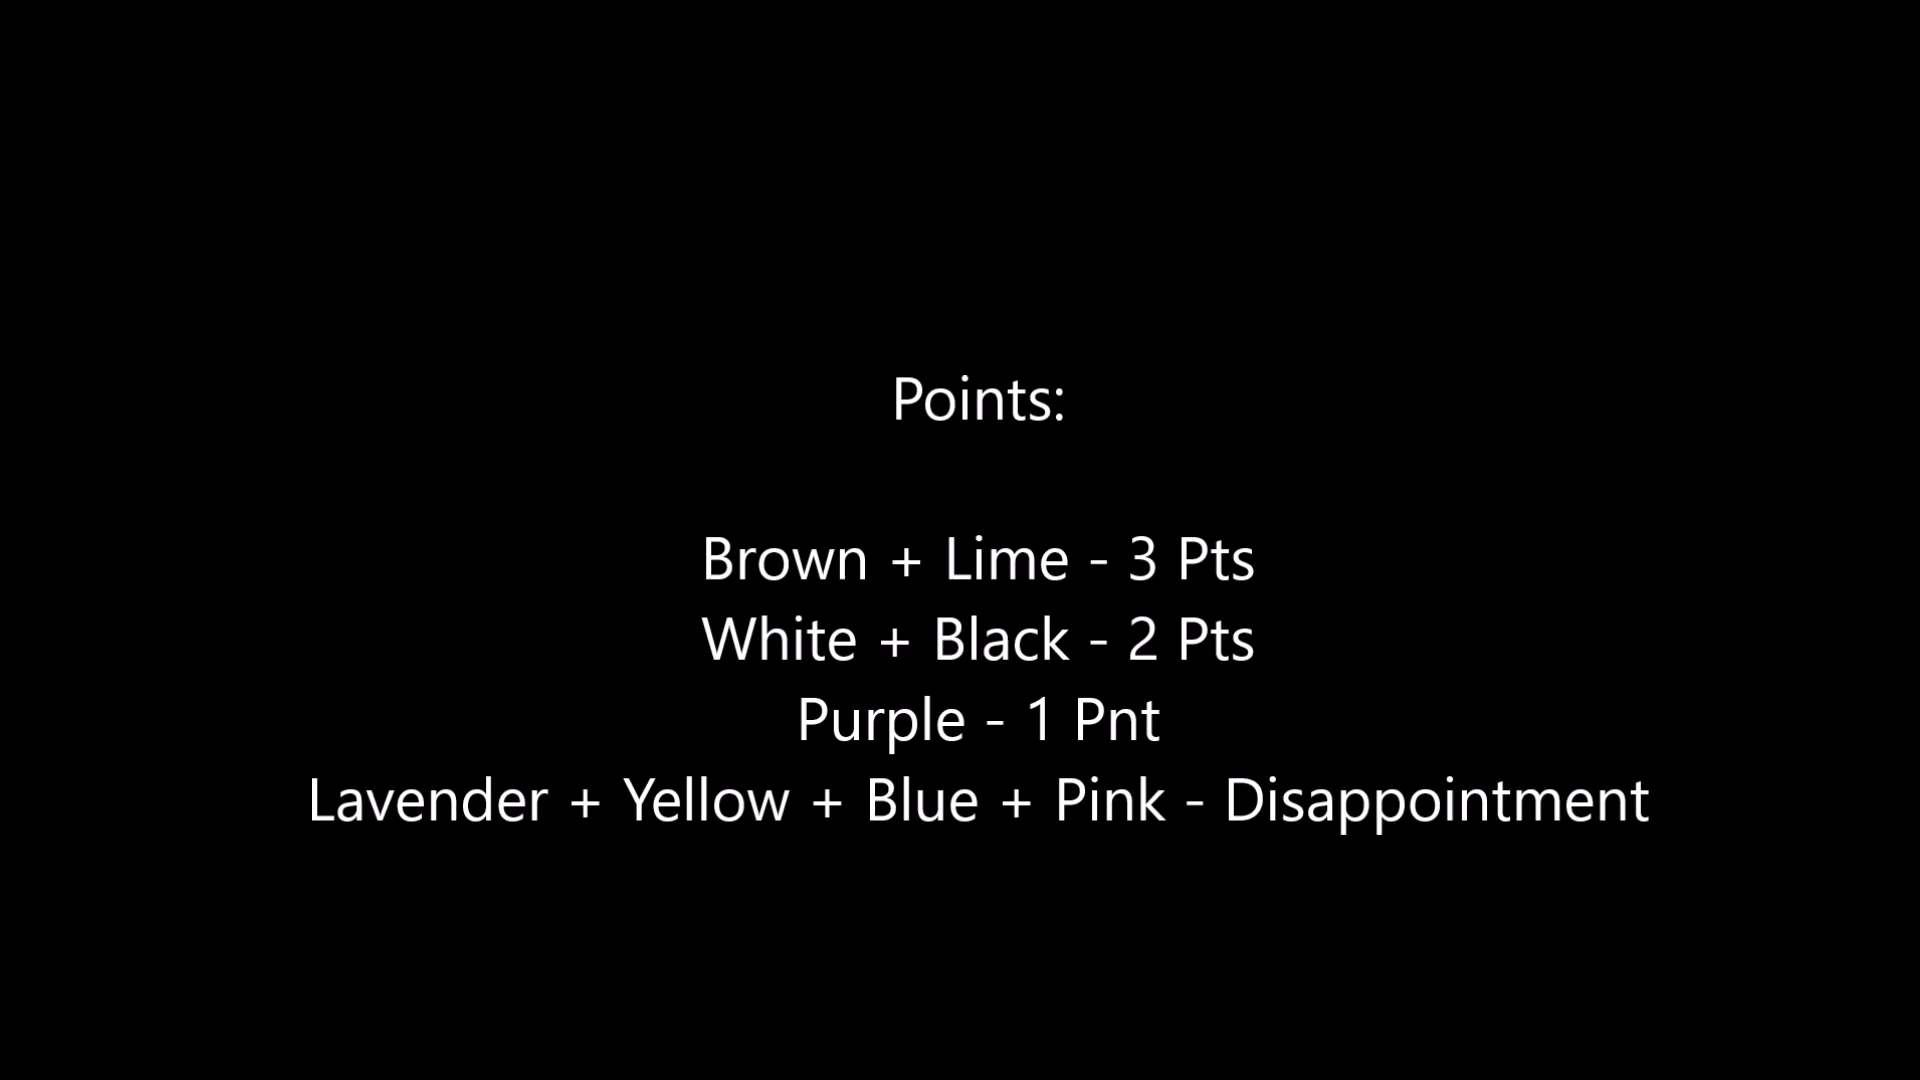 Points:
Brown + Lime - 3 Pts
White + Black - 2 Pts
Purple - 1 Pnt
Lavender + Yellow + Blue + Pink - Disappointment